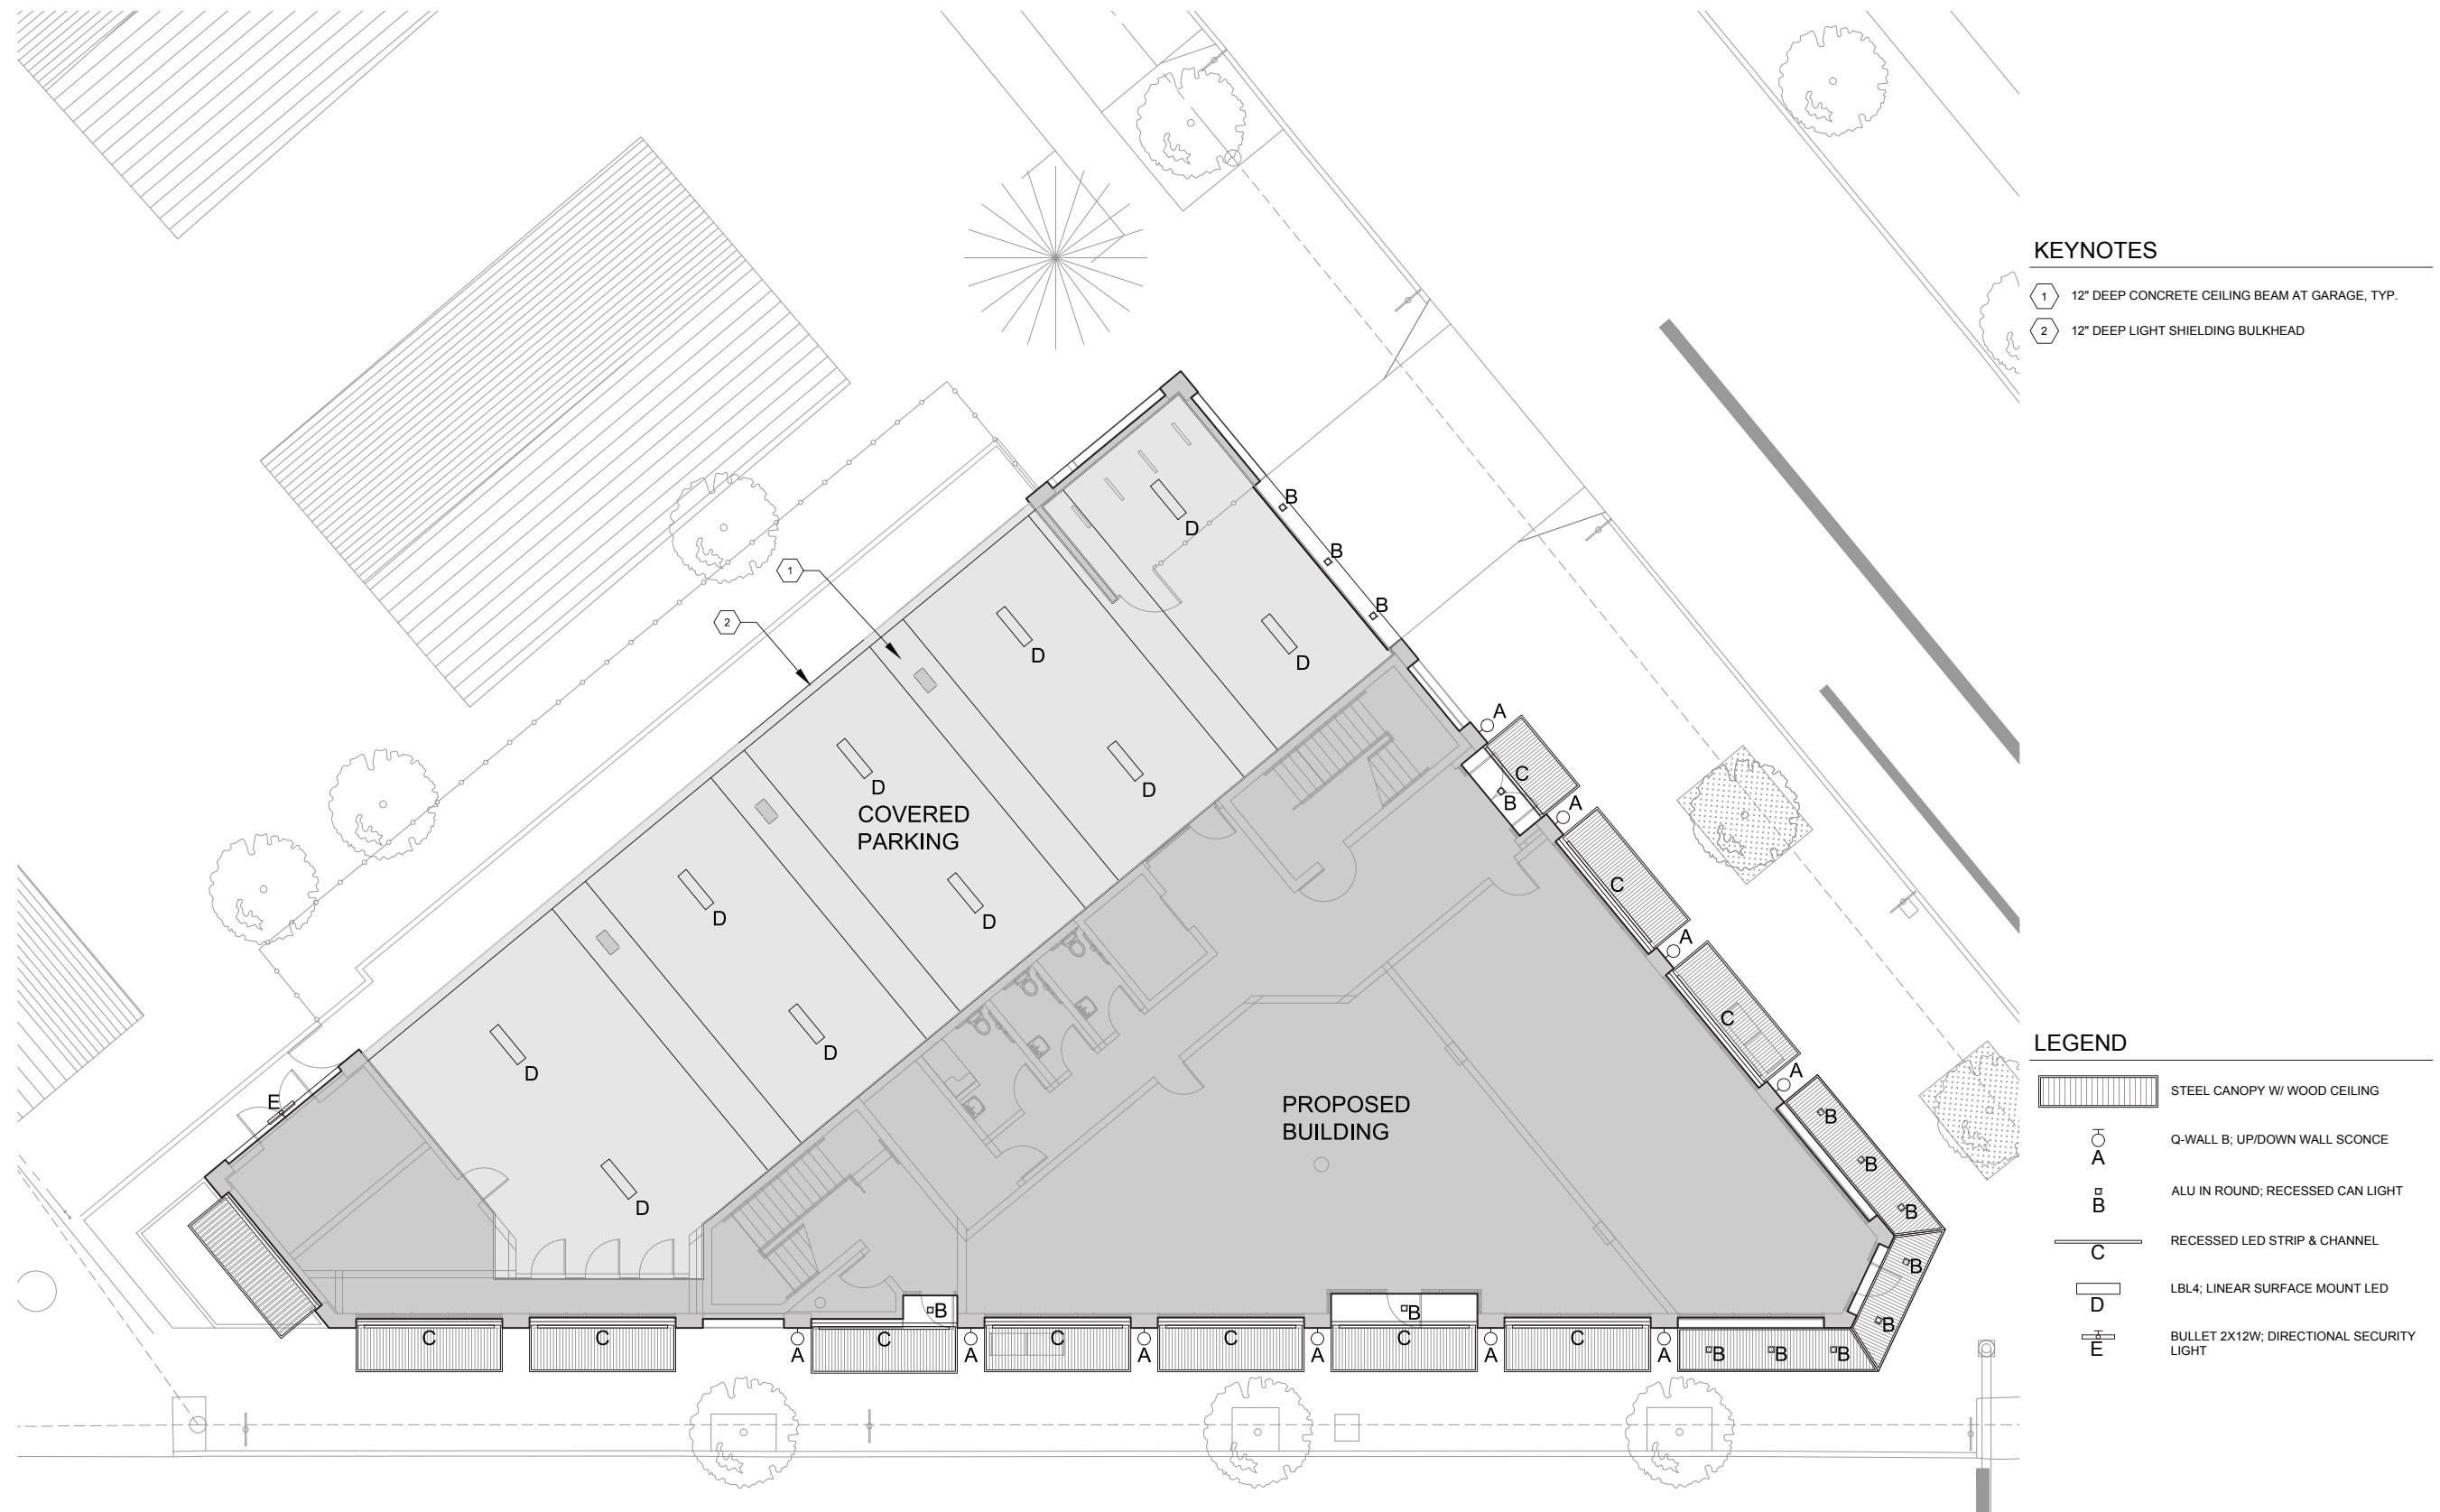 KEYNOTES
1 12" DEEP CONCRETE CEILING BEAM AT GARAGE, TYP.
2 12" DEEP LIGHT SHIELDING BULKHEAD
B
D
B
1
B
2
D
D
A
D
C
B
A
D
D
COVERED
PARKING
C
D
D
A
C
D
D
A
E
B
PROPOSED
BUILDING
B
D
B
B
B
B
B
C
C
C
C
C
C
C
B
B
B
A
A
A
A
A
A
LEGEND
STEEL CANOPY W/ WOOD CEILING
A
Q-WALL B; UP/DOWN WALL SCONCE
B
ALU IN ROUND; RECESSED CAN LIGHT
C
RECESSED LED STRIP & CHANNEL
D
LBL4; LINEAR SURFACE MOUNT LED
E
BULLET 2X12W; DIRECTIONAL SECURITY
LIGHT